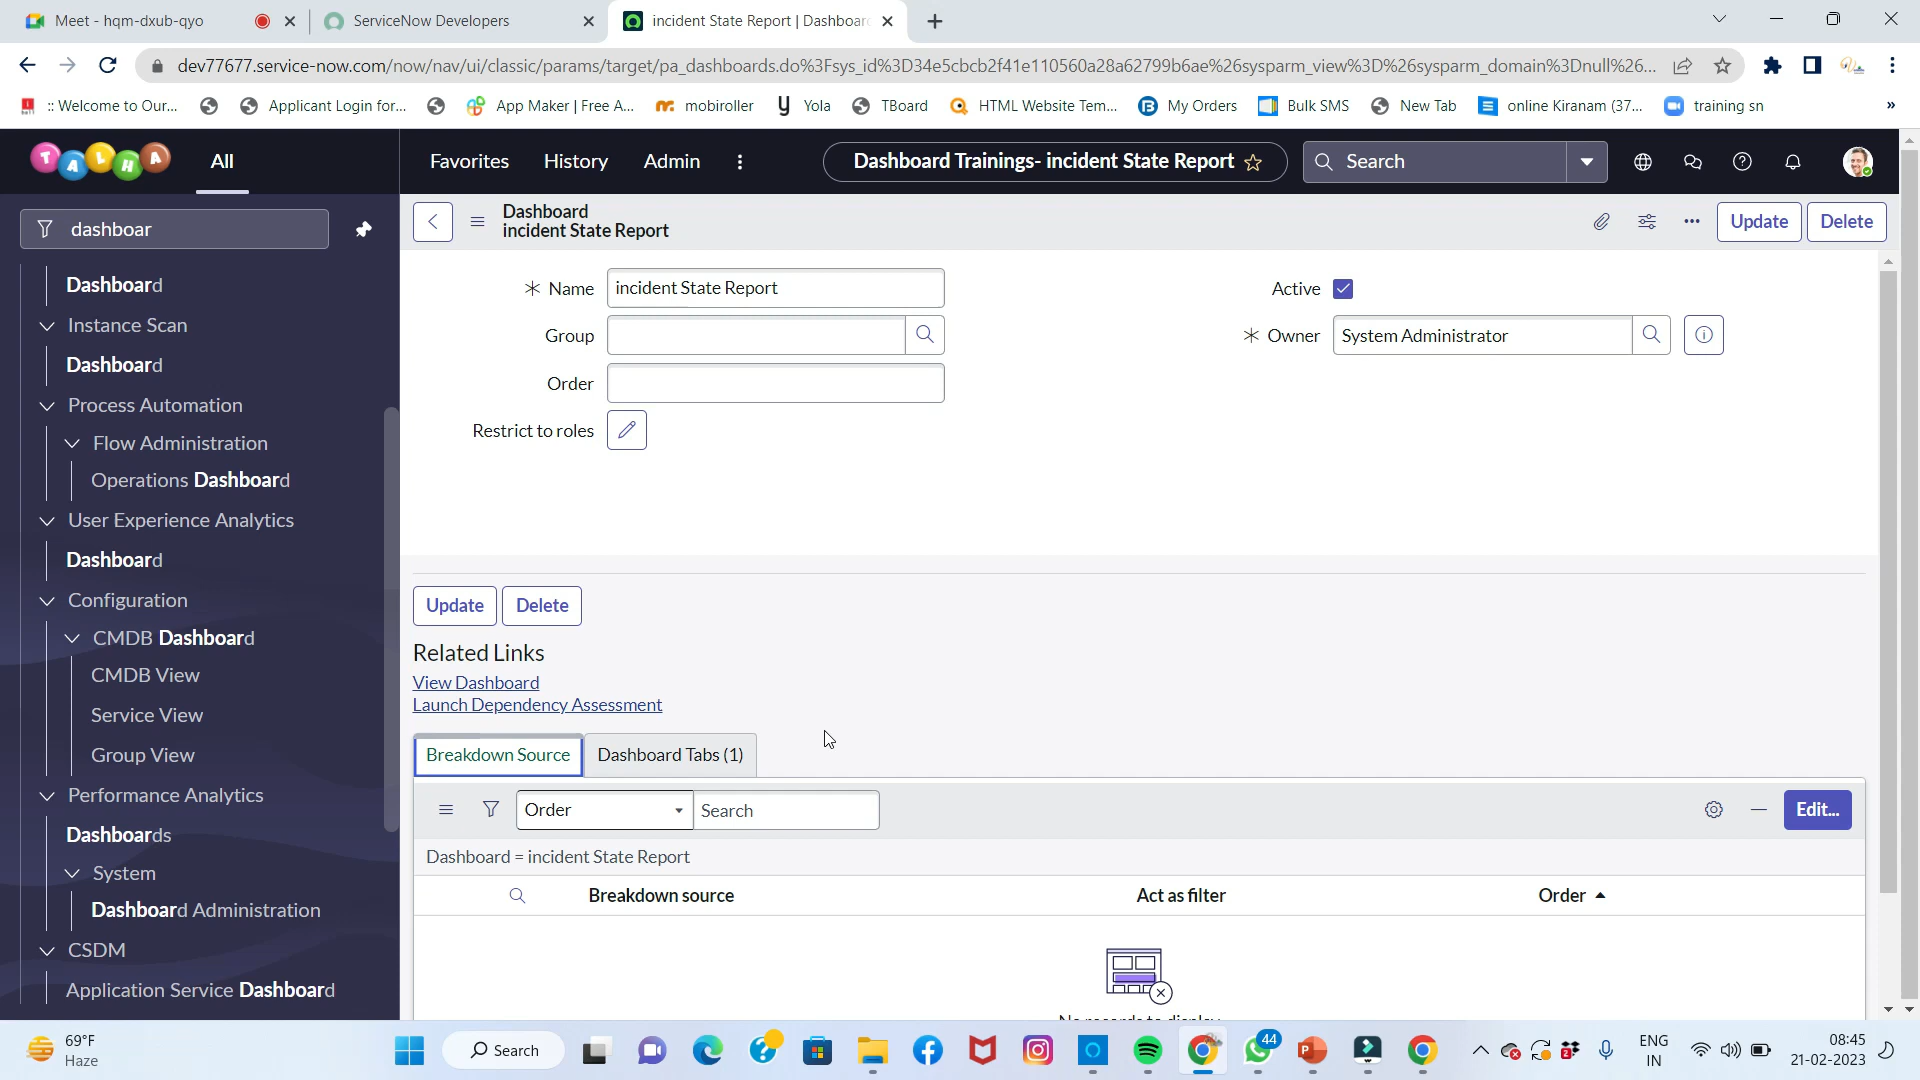 Meet - hqm-dxub-qyo
ServiceNow Developers
incident State Report | Dashboar
dev77677.service-now.com/now/nav/ui/classic/params/target/pa_dashboards.do%3Fsys_id%3D34e5cbcb2f41e110560a28a62799b6ae%26sysparm_view%3D%26sysparm_domain%3Dnull%26...
:: Welcome to Our...
Applicant Login for...
App Maker | Free A...
mobiroller
Yola
TBoard
HTML Website Tem...
My Orders
Bulk SMS
New Tab
online Kiranam (37...
training sn
»
TALHA
All
Favorites
History
Admin
Dashboard Trainings- incident State Report
Search
dashboar
Dashboard
incident State Report
Update
Delete
Dashboard
Instance Scan
Dashboard
Process Automation
Flow Administration
Operations Dashboard
User Experience Analytics
Dashboard
Configuration
CMDB Dashboard
CMDB View
Service View
Group View
Performance Analytics
Dashboards
System
Dashboard Administration
CSDM
Application Service Dashboard
Name
incident State Report
Active
Group
Owner
System Administrator
Order
Restrict to roles
Update
Delete
Related Links
View Dashboard
Launch Dependency Assessment
Breakdown Source
Dashboard Tabs (1)
Order
Search
Edit...
Dashboard = incident State Report
Breakdown source
Act as filter
Order
No records to display
69°F
Haze
Search
44
ENG
IN
08:45
21-02-2023